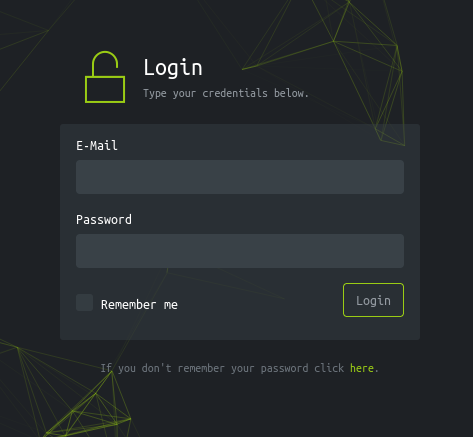 Login
Type your credentials below.
E-Mail
Password
Remember me
Login
If you don't remember your password click here.